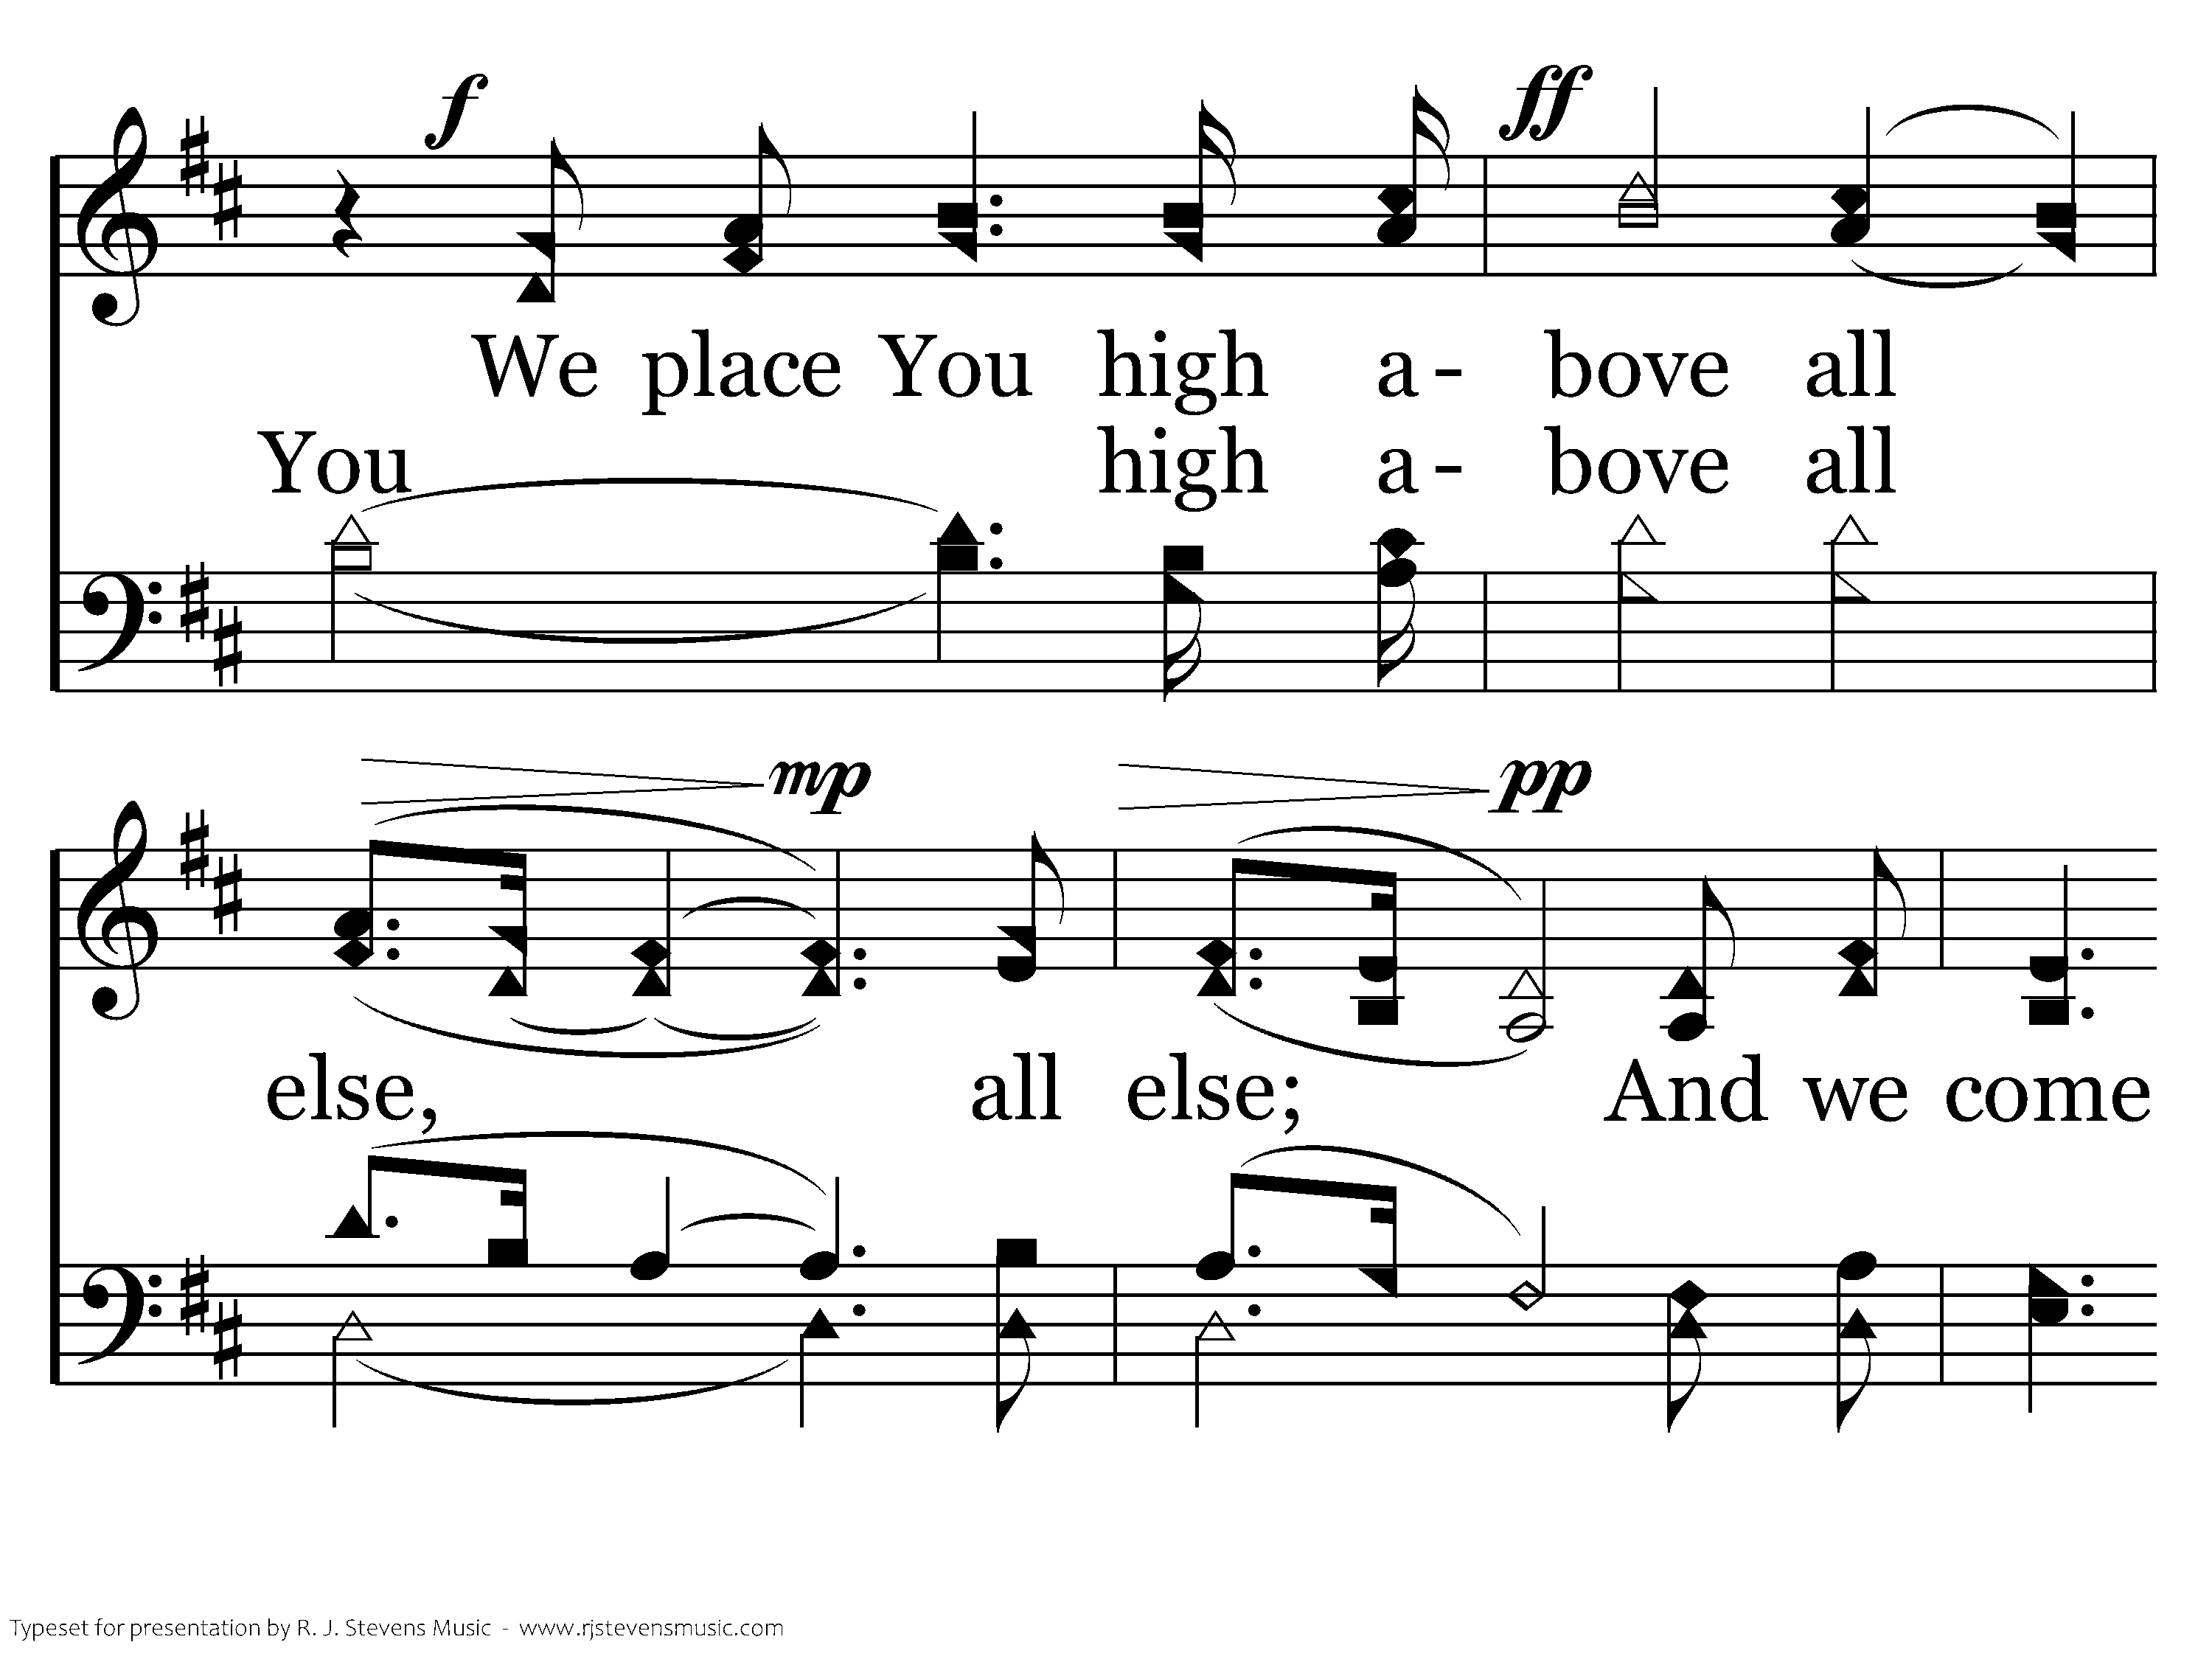 f ff
We place You high a - bove all
You high a - bove all
mp pp
else, all else; And we come
Typeset for presentation by R. J. Stevens Music - www.rjstevensmusic.com